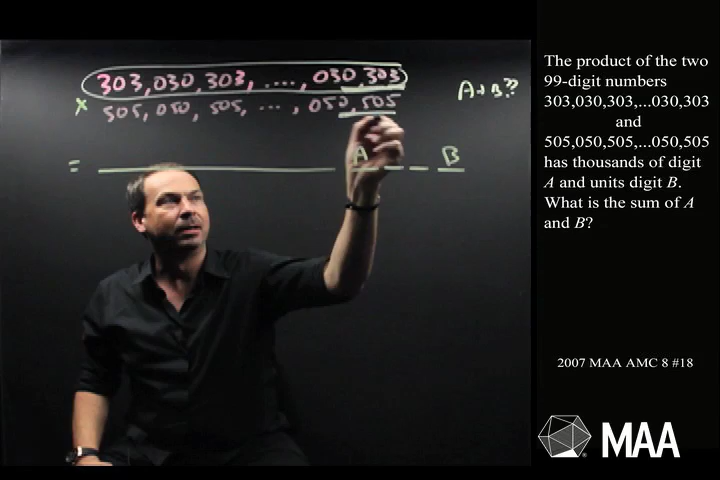 303,030,303, ...., 030,303
A+B??
x 505, 050, 505, ... , 050,505
A B
=
The product of the two
99-digit numbers
303,030,303,...030,303
and
505,050,505,...050,505
has thousands of digit
A and units digit B.
What is the sum of A
and B?
2007 MAA AMC 8 #18
MAA